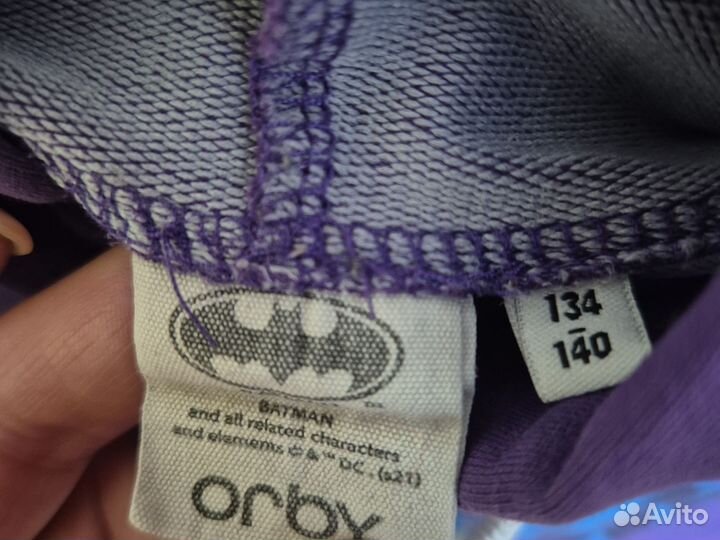 BATMAN
and all related characters
and elements © & ™ DC. (s21)
orby
134
-
140
Avito